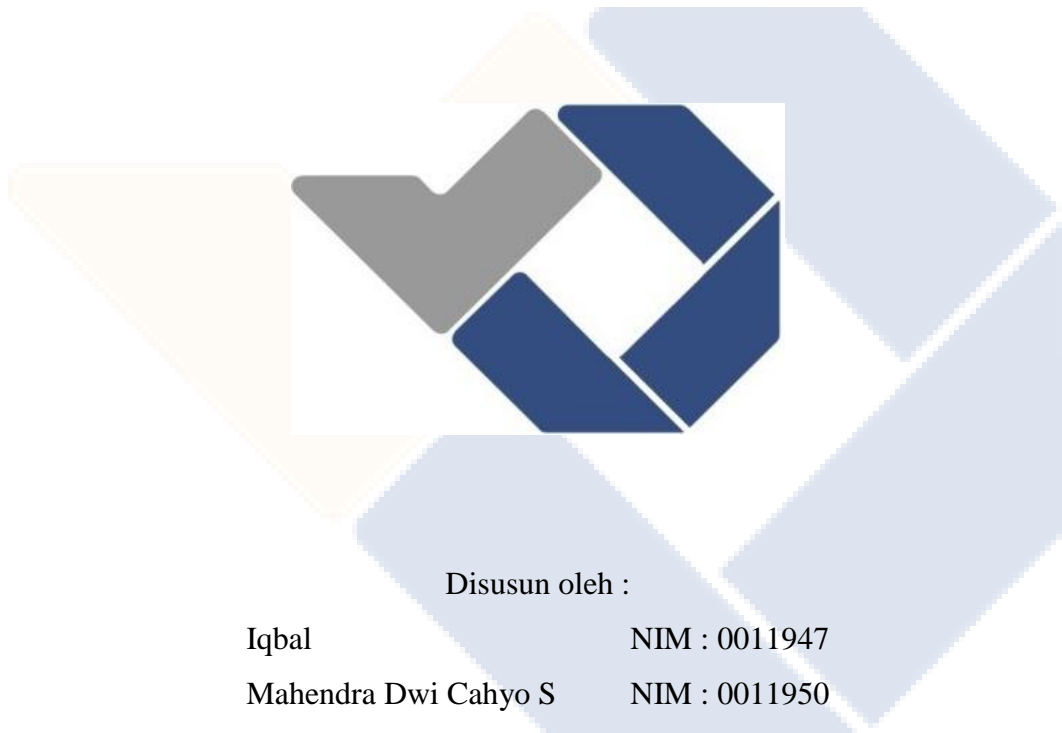 Disusun oleh :
Iqbal NIM : 0011947
Mahendra Dwi Cahyo S NIM : 0011950